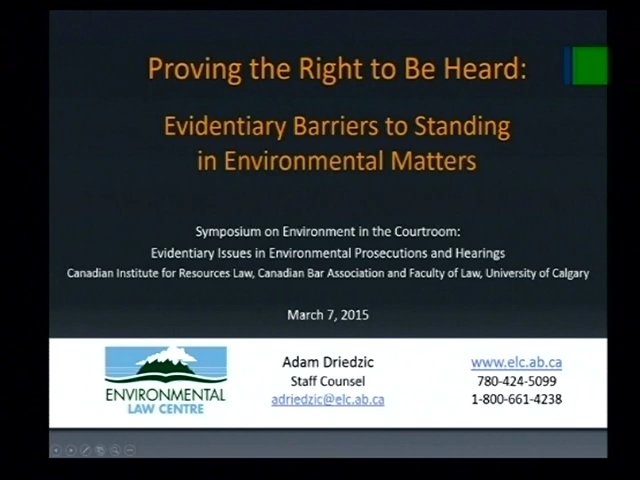 Proving the Right to Be Heard:
Evidentiary Barriers to Standing
in Environmental Matters
Symposium on Environment in the Courtroom:
Evidentiary Issues in Environmental Prosecutions and Hearings
Canadian Institute for Resources Law, Canadian Bar Association and Faculty of Law, University of Calgary
March 7, 2015
ENVIRONMENTAL
LAW CENTRE
Adam Driedzic
Staff Counsel
adriedzic@elc.ab.ca
www.elc.ab.ca
780-424-5099
1-800-661-4238